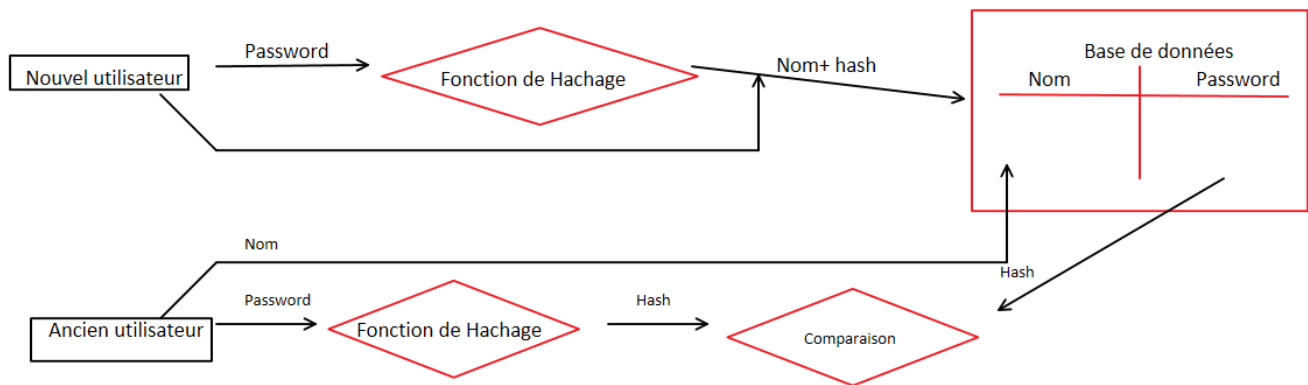 Password
Nouvel utilisateur
Fonction de Hachage
Nom+ hash
Base de données
Nom
Password
Nom
Password
Hash
Hash
Ancien utilisateur
Fonction de Hachage
Comparaison